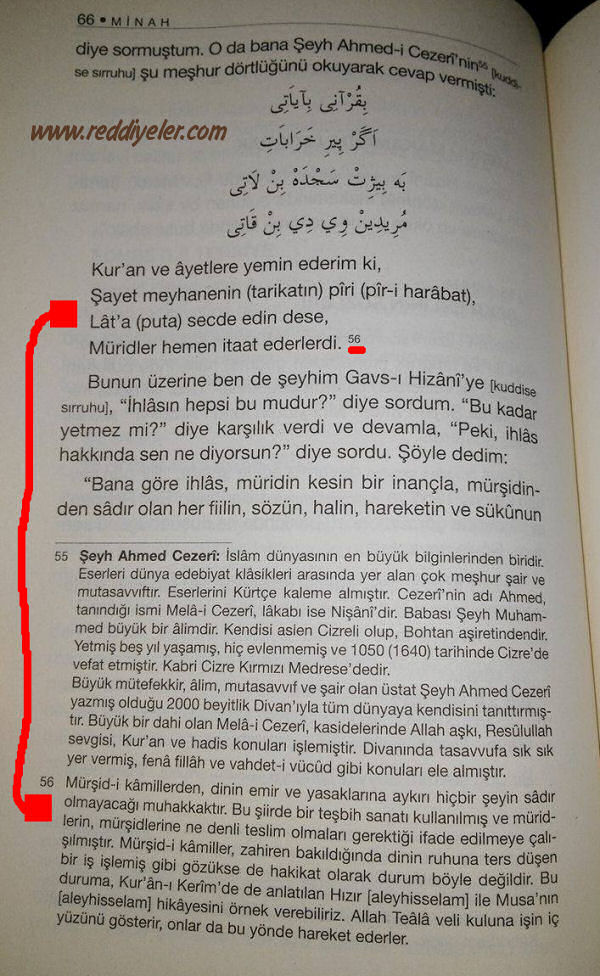 66 • MİNAH
diye sormuştum. O da bana Şeyh Ahmed-i Cezerî'nin⁵⁵ [kuddi-
se sırruhu] şu meşhur dörtlüğünü okuyarak cevap vermişti:
بِقُرْآنِى بِآيَاتِى
www.reddiyeler.com
اَگَرْ پِيرِ خَرَابَاتِ
بَه بِيژِتْ سَجْدَهْ بِنْ لَاتِى
مُرِيدِينْ وِي دِي بِنْ قَاتِى
Kur'an ve âyetlere yemin ederim ki,
Şayet meyhanenin (tarikatın) pîri (pîr-i harâbat),
Lât'a (puta) secde edin dese,
Müridler hemen itaat ederlerdi. ⁵⁶
Bunun üzerine ben de şeyhim Gavs-ı Hizânî'ye [kuddise
sırruhu], “İhlâsın hepsi bu mudur?” diye sordum. “Bu kadar
yetmez mi?” diye karşılık verdi ve devamla, “Peki, ihlâs
hakkında sen ne diyorsun?” diye sordu. Şöyle dedim:
“Bana göre ihlâs, müridin kesin bir inançla, mürşidin-
den sâdır olan her fiilin, sözün, halin, hareketin ve sükûnun
55 Şeyh Ahmed Cezerî: İslâm dünyasının en büyük bilginlerinden biridir.
Eserleri dünya edebiyat klâsikleri arasında yer alan çok meşhur şair ve
mutasavvıftır. Eserlerini Kürtçe kaleme almıştır. Cezerî'nin adı Ahmed,
tanındığı ismi Melâ-i Cezerî, lâkabı ise Nişânî'dir. Babası Şeyh Muham-
med büyük bir âlimdir. Kendisi aslen Cizreli olup, Bohtan aşiretindendir.
Yetmiş beş yıl yaşamış, hiç evlenmemiş ve 1050 (1640) tarihinde Cizre'de
vefat etmiştir. Kabri Cizre Kırmızı Medrese'dedir.
Büyük mütefekkir, âlim, mutasavvıf ve şair olan üstat Şeyh Ahmed Cezerî
yazmış olduğu 2000 beyitlik Divan'ıyla tüm dünyaya kendisini tanıttırmış-
tır. Büyük bir dahi olan Melâ-i Cezerî, kasidelerinde Allah aşkı, Resûlullah
sevgisi, Kur'an ve hadis konuları işlemiştir. Divanında tasavvufa sık sık
yer vermiş, fenâ fillâh ve vahdet-i vücûd gibi konuları ele almıştır.
56 Mürşid-i kâmillerden, dinin emir ve yasaklarına aykırı hiçbir şeyin sâdır
olmayacağı muhakkaktır. Bu şiirde bir teşbih sanatı kullanılmış ve mürid-
lerin, mürşidlerine ne denli teslim olmaları gerektiği ifade edilmeye çalı-
şılmıştır. Mürşid-i kâmiller, zahiren bakıldığında dinin ruhuna ters düşen
bir iş işlemiş gibi gözükse de hakikat olarak durum böyle değildir. Bu
duruma, Kur'ân-ı Kerîm'de de anlatılan Hızır [aleyhisselam] ile Musa'nın
[aleyhisselam] hikâyesini örnek verebiliriz. Allah Teâlâ veli kuluna işin iç
yüzünü gösterir, onlar da bu yönde hareket ederler.